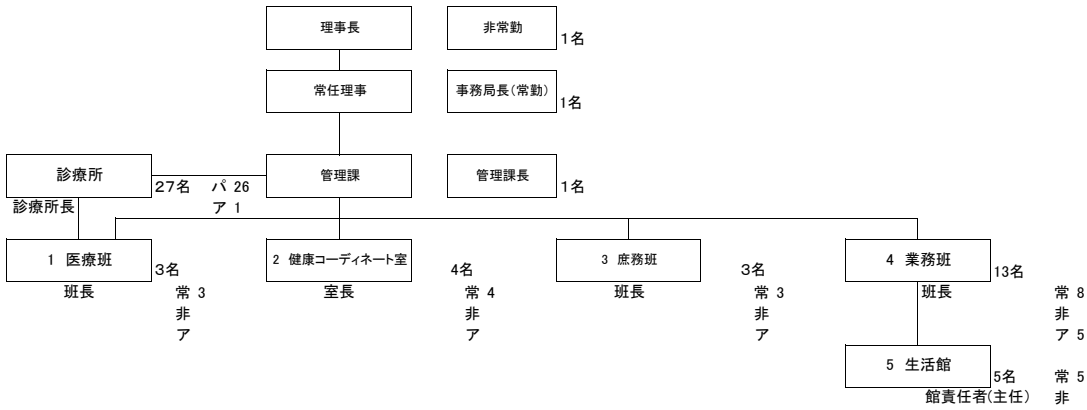 理事長 非常勤 1名
常任理事 事務局長(常勤) 1名
診療所 27名 パ 26 管理課 管理課長 1名
診療所長 ア 1
1 医療班 3名 2 健康コーディネート室 4名 3 庶務班 3名 4 業務班 13名
班長 常 3 室長 常 4 班長 常 3 班長 常 8
非 非 非 非
ア ア ア ア 5
5 生活館 5名 常 5
館責任者(主任) 非